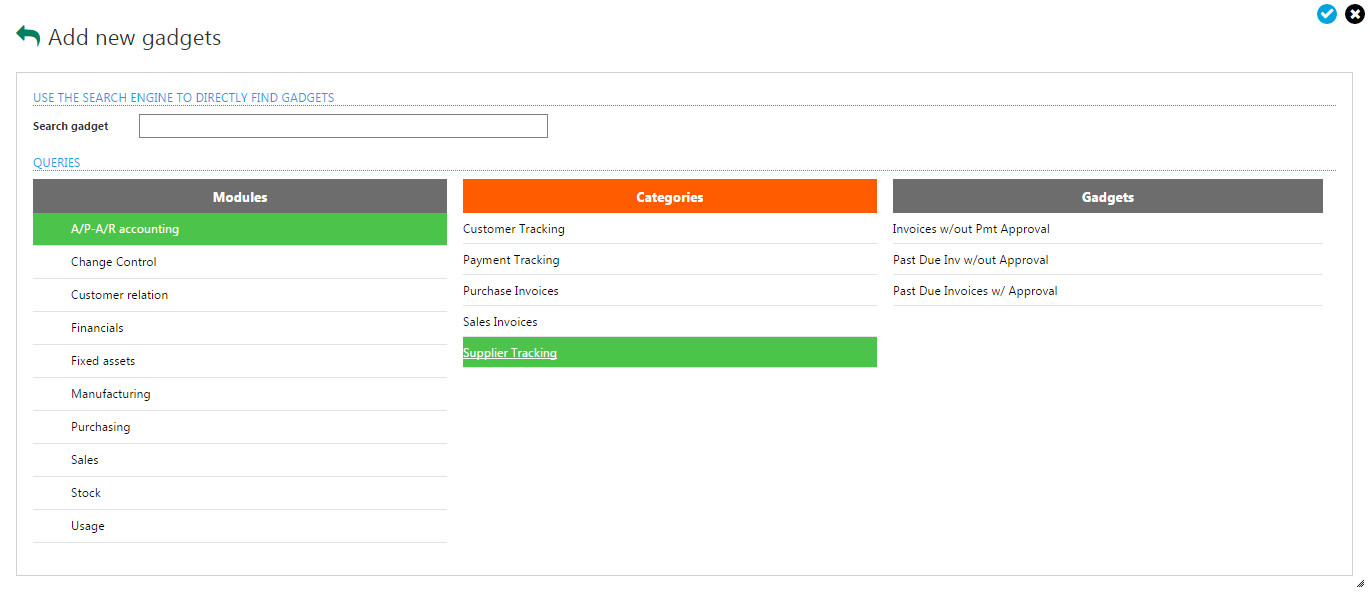 Add new gadgets
USE THE SEARCH ENGINE TO DIRECTLY FIND GADGETS
Search gadget
QUERIES
Modules
A/P-A/R accounting
Change Control
Customer relation
Financials
Fixed assets
Manufacturing
Purchasing
Sales
Stock
Usage
Categories
Customer Tracking
Payment Tracking
Purchase Invoices
Sales Invoices
Supplier Tracking
Gadgets
Invoices w/out Pmt Approval
Past Due Inv w/out Approval
Past Due Invoices w/ Approval